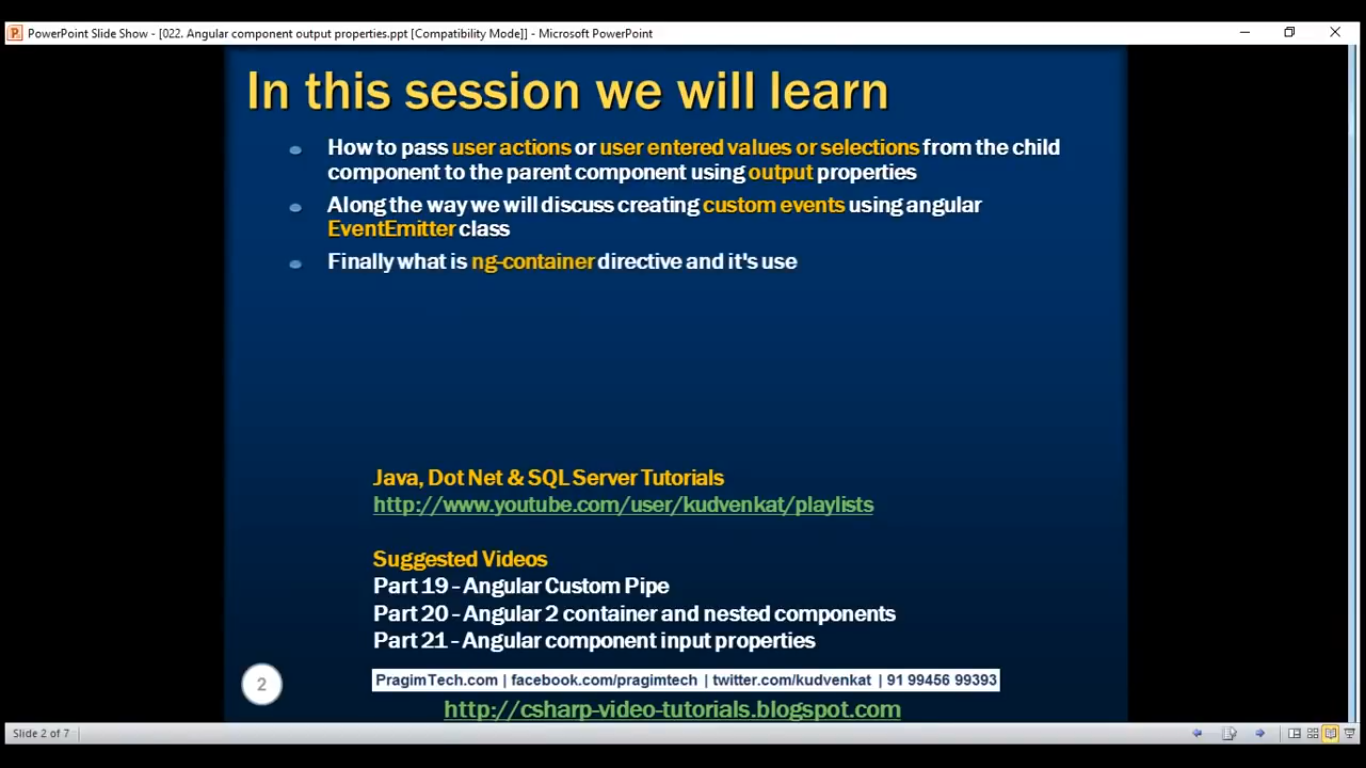 PowerPoint Slide Show - [022. Angular component output properties.ppt [Compatibility Mode]] - Microsoft PowerPoint
In this session we will learn
How to pass user actions or user entered values or selections from the child
component to the parent component using output properties
Along the way we will discuss creating custom events using angular
EventEmitter class
Finally what is ng-container directive and it's use
Java, Dot Net & SQL Server Tutorials
http://www.youtube.com/user/kudvenkat/playlists
Suggested Videos
Part 19 - Angular Custom Pipe
Part 20 - Angular 2 container and nested components
Part 21 - Angular component input properties
2
PragimTech.com | facebook.com/pragimtech | twitter.com/kudvenkat | 91 99456 99393
http://csharp-video-tutorials.blogspot.com
Slide 2 of 7